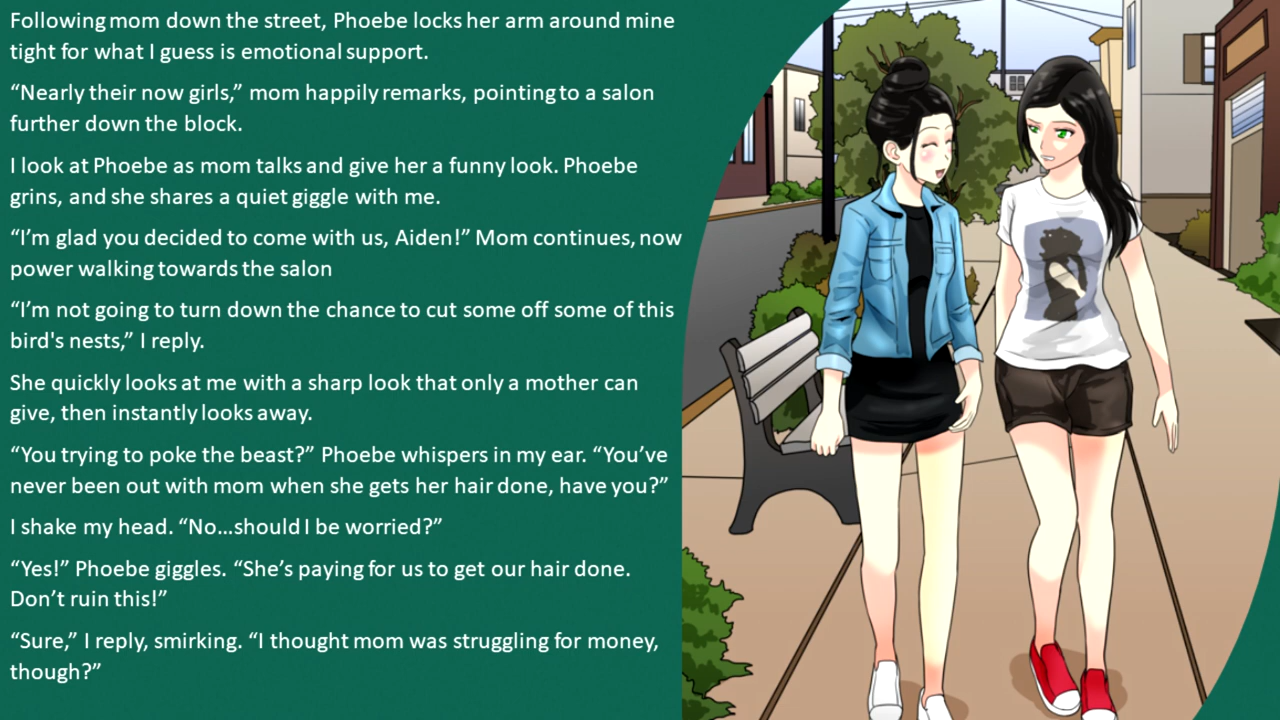 Following mom down the street, Phoebe locks her arm around mine
tight for what I guess is emotional support.
“Nearly their now girls,” mom happily remarks, pointing to a salon
further down the block.
I look at Phoebe as mom talks and give her a funny look. Phoebe
grins, and she shares a quiet giggle with me.
“I’m glad you decided to come with us, Aiden!” Mom continues, now
power walking towards the salon
“I’m not going to turn down the chance to cut some off some of this
bird's nests,” I reply.
She quickly looks at me with a sharp look that only a mother can
give, then instantly looks away.
“You trying to poke the beast?” Phoebe whispers in my ear. “You’ve
never been out with mom when she gets her hair done, have you?”
I shake my head. “No…should I be worried?”
“Yes!” Phoebe giggles. “She’s paying for us to get our hair done.
Don’t ruin this!”
“Sure,” I reply, smirking. “I thought mom was struggling for money,
though?”